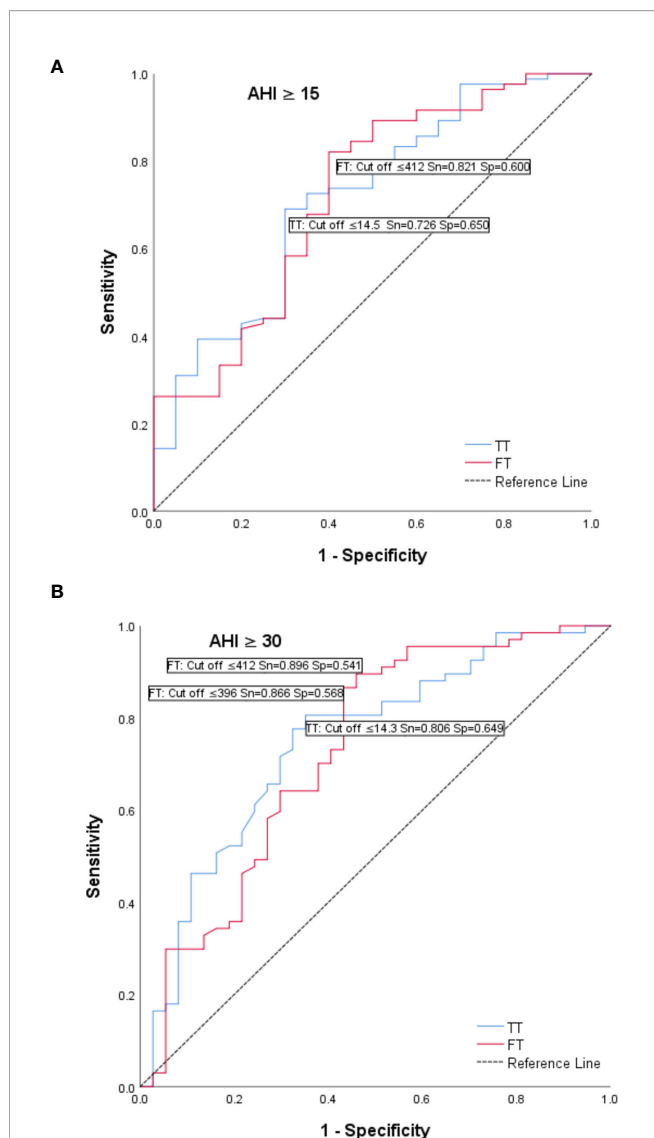 A
AHI ≥ 15
1.0
0.8
0.6
0.4
0.2
0.0
Sensitivity
FT: Cut off ≤412 Sn=0.821 Sp=0.600
TT: Cut off ≤14.5 Sn=0.726 Sp=0.650
TT
FT
Reference Line
0.0 0.2 0.4 0.6 0.8 1.0
1 - Specificity
B
AHI ≥ 30
1.0
0.8
0.6
0.4
0.2
0.0
Sensitivity
FT: Cut off ≤412 Sn=0.896 Sp=0.541
FT: Cut off ≤396 Sn=0.866 Sp=0.568
TT: Cut off ≤14.3 Sn=0.806 Sp=0.649
TT
FT
Reference Line
0.0 0.2 0.4 0.6 0.8 1.0
1 - Specificity